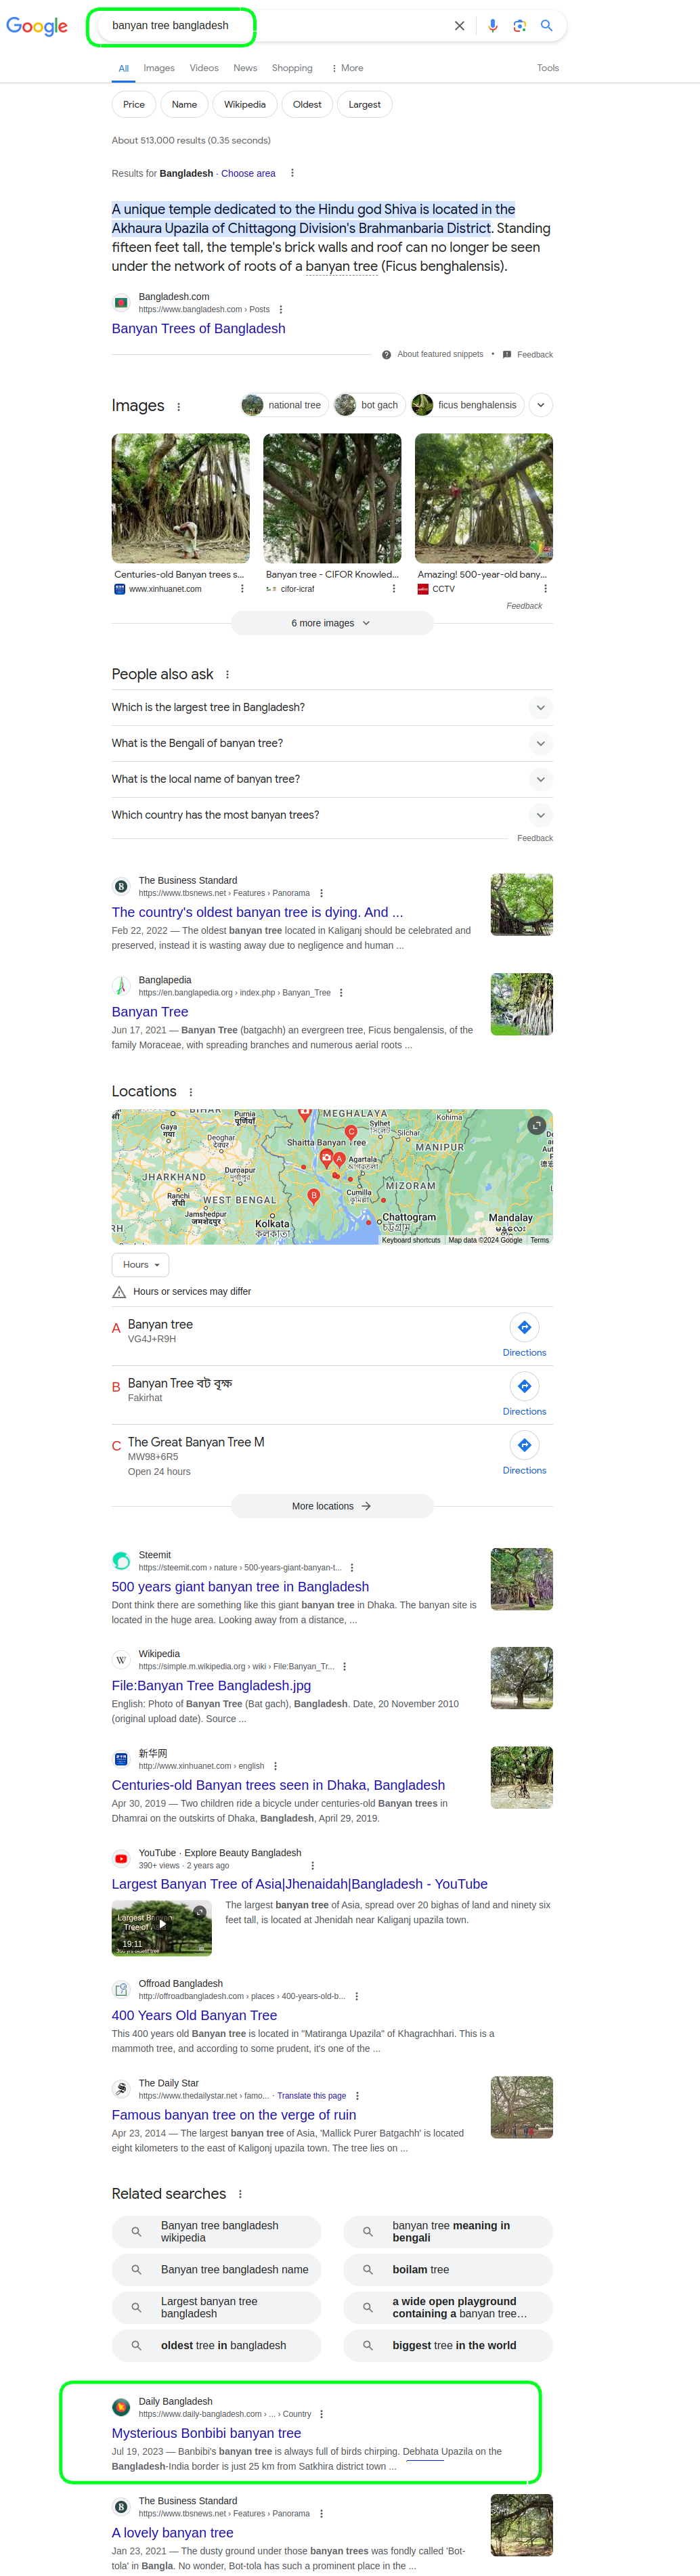 Google
banyan tree bangladesh
All Images Videos News Shopping More Tools
Price Name Wikipedia Oldest Largest
About 513,000 results (0.35 seconds)
Results for Bangladesh · Choose area
A unique temple dedicated to the Hindu god Shiva is located in the
Akhaura Upazila of Chittagong Division's Brahmanbaria District. Standing
fifteen feet tall, the temple's brick walls and roof can no longer be seen
under the network of roots of a banyan tree (Ficus benghalensis).
Bangladesh.com
https://www.bangladesh.com › Posts
Banyan Trees of Bangladesh
About featured snippets • Feedback
Images
national tree bot gach ficus benghalensis
Centuries-old Banyan trees s... Banyan tree - CIFOR Knowled... Amazing! 500-year-old bany...
www.xinhuanet.com cifor-icraf CCTV
Feedback
6 more images
People also ask
Which is the largest tree in Bangladesh?
What is the Bengali of banyan tree?
What is the local name of banyan tree?
Which country has the most banyan trees?
Feedback
The Business Standard
https://www.tbsnews.net › Features › Panorama
The country's oldest banyan tree is dying. And ...
Feb 22, 2022 — The oldest banyan tree located in Kaliganj should be celebrated and
preserved, instead it is wasting away due to negligence and human ...
Banglapedia
https://en.banglapedia.org › index.php › Banyan_Tree
Banyan Tree
Jun 17, 2021 — Banyan Tree (batgachh) an evergreen tree, Ficus bengalensis, of the
family Moraceae, with spreading branches and numerous aerial roots ...
Locations
BIHAR Purnia पूर्णिया MEGHALAYA Kohima
Gaya गया Sylhet সিলেট Silchar
Deoghar देवघर Shaitta Banyan Tree C MANIPUR
Durgapur A Agartala আগরতলা
JHARKHAND B MIZORAM
Ranchi राँची WEST BENGAL Cumilla কুমিল্লা
Jamshedpur जमशेदपुर Kolkata কলকাতা Chattogram চট্টগ্রাম Mandalay
Keyboard shortcuts Map data ©2024 Google Terms
Hours
Hours or services may differ
A Banyan tree
VG4J+R9H
Directions
B Banyan Tree বট বৃক্ষ
Fakirhat
Directions
C The Great Banyan Tree M
MW98+6R5
Open 24 hours
Directions
More locations
Steemit
https://steemit.com › nature › 500-years-giant-banyan-t...
500 years giant banyan tree in Bangladesh
Dont think there are something like this giant banyan tree in Dhaka. The banyan site is
located in the huge area. Looking away from a distance, ...
Wikipedia
https://simple.m.wikipedia.org › wiki › File:Banyan_Tr...
File:Banyan Tree Bangladesh.jpg
English: Photo of Banyan Tree (Bat gach), Bangladesh. Date, 20 November 2010
(original upload date). Source ...
新华网
http://www.xinhuanet.com › english
Centuries-old Banyan trees seen in Dhaka, Bangladesh
Apr 30, 2019 — Two children ride a bicycle under centuries-old Banyan trees in
Dhamrai on the outskirts of Dhaka, Bangladesh, April 29, 2019.
YouTube · Explore Beauty Bangladesh
390+ views · 2 years ago
Largest Banyan Tree of Asia|Jhenaidah|Bangladesh - YouTube
Largest Banyan
Tree of Asia
19:11
The largest banyan tree of Asia, spread over 20 bighas of land and ninety six
feet tall, is located at Jhenidah near Kaliganj upazila town.
Offroad Bangladesh
http://offroadbangladesh.com › places › 400-years-old-b...
400 Years Old Banyan Tree
This 400 years old Banyan tree is located in "Matiranga Upazila" of Khagrachhari. This is a
mammoth tree, and according to some prudent, it's one of the ...
The Daily Star
https://www.thedailystar.net › famo... · Translate this page
Famous banyan tree on the verge of ruin
Apr 23, 2014 — The largest banyan tree of Asia, 'Mallick Purer Batgachh' is located
eight kilometers to the east of Kaligonj upazila town. The tree lies on ...
Related searches
Banyan tree bangladesh
wikipedia
banyan tree meaning in
bengali
Banyan tree bangladesh name
boilam tree
Largest banyan tree
bangladesh
a wide open playground
containing a banyan tree...
oldest tree in bangladesh
biggest tree in the world
Daily Bangladesh
https://www.daily-bangladesh.com › ... › Country
Mysterious Bonbibi banyan tree
Jul 19, 2023 — Banbibi's banyan tree is always full of birds chirping. Debhata Upazila on the
Bangladesh-India border is just 25 km from Satkhira district town ...
The Business Standard
https://www.tbsnews.net › Features › Panorama
A lovely banyan tree
Jan 23, 2021 — The dusty ground under those banyan trees was fondly called 'Bot-
tola' in Bangla. No wonder, Bot-tola has such a prominent place in the ...